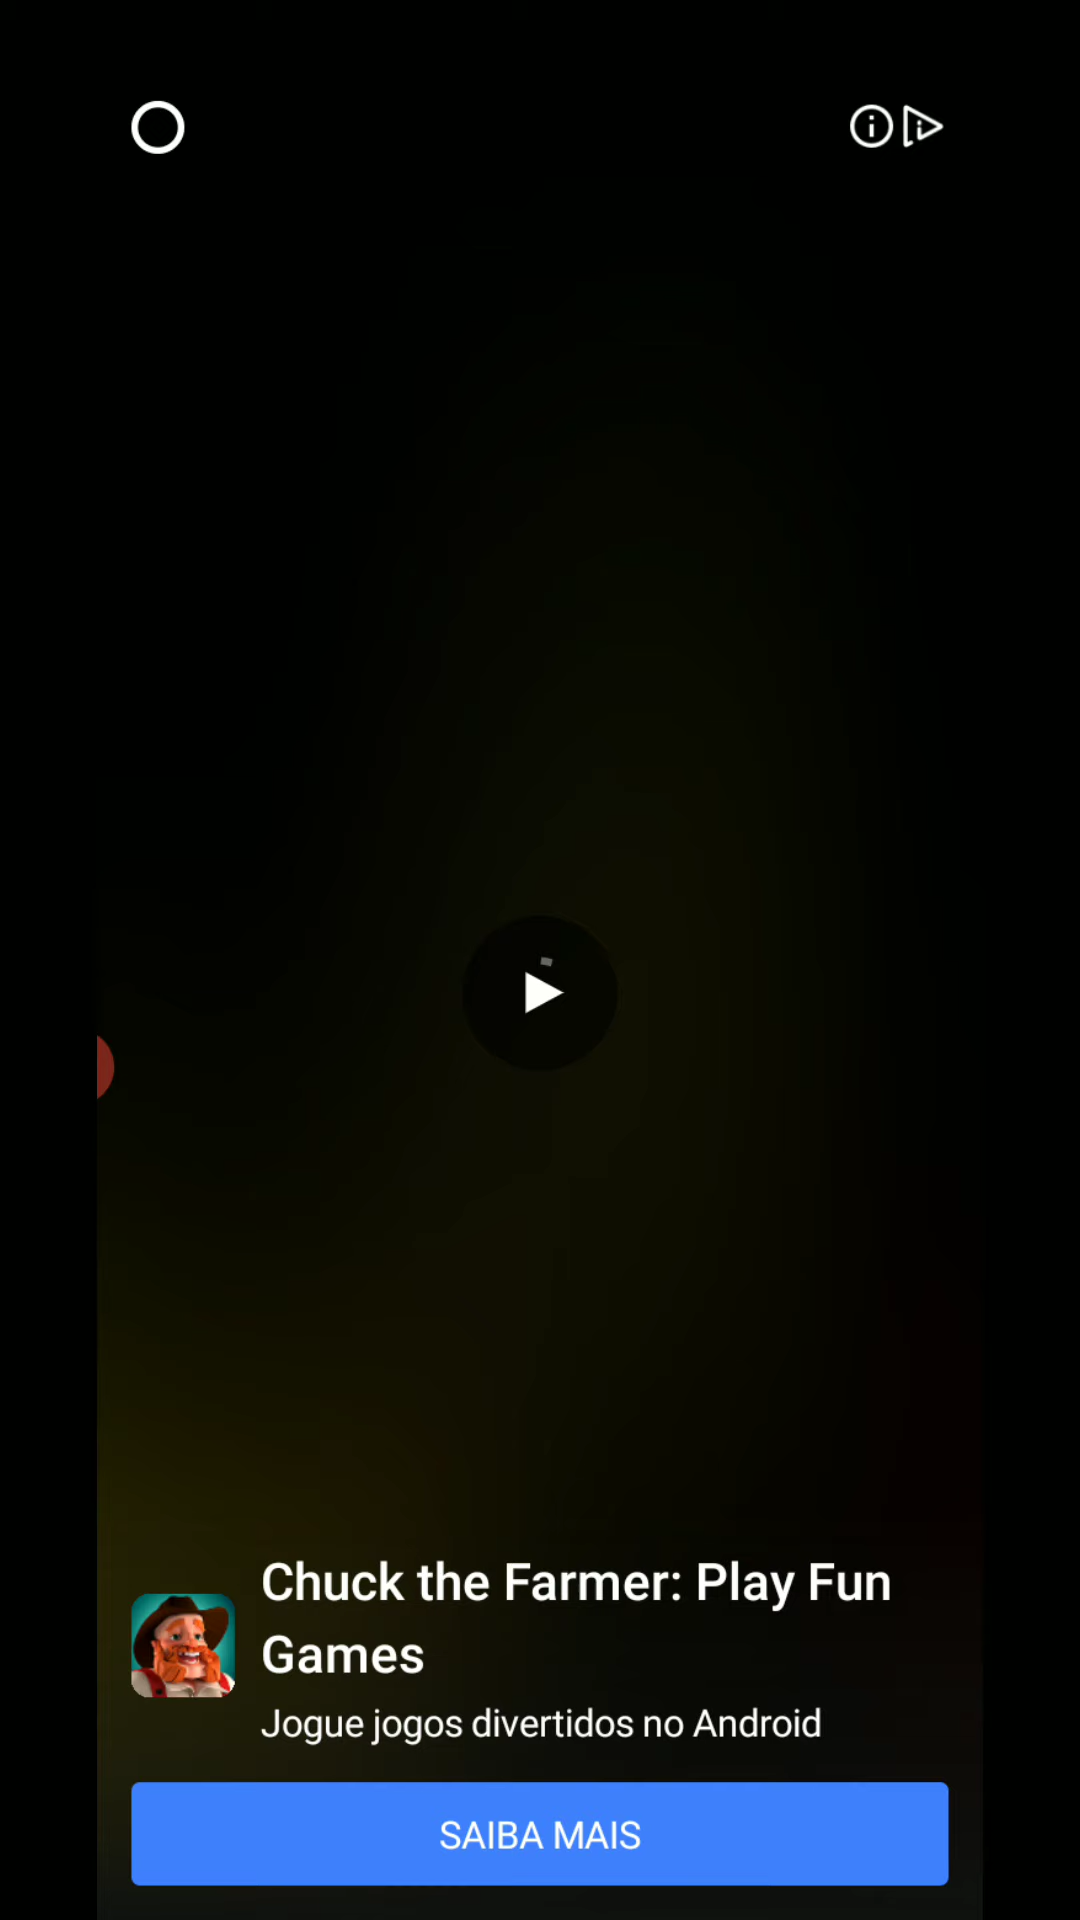 Chuck the Farmer: Play Fun
Games
Jogue jogos divertidos no Android
SAIBA MAIS